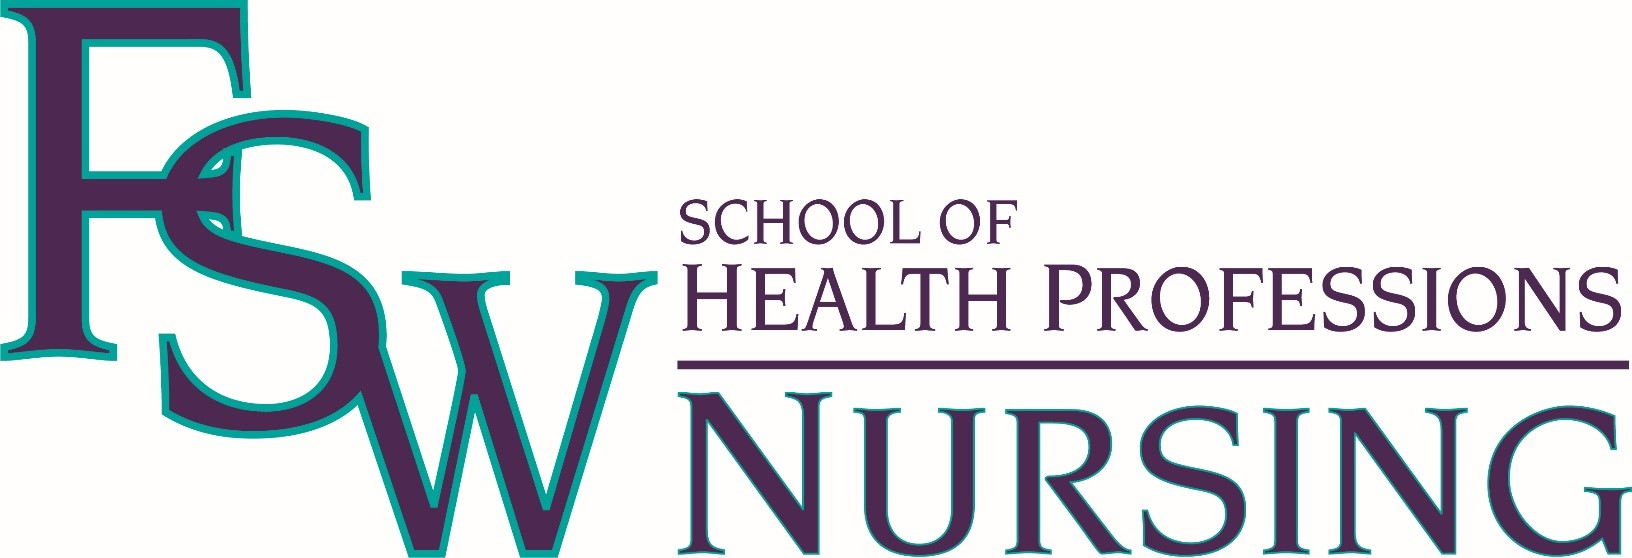 FSW
SCHOOL OF
HEALTH PROFESSIONS
NURSING